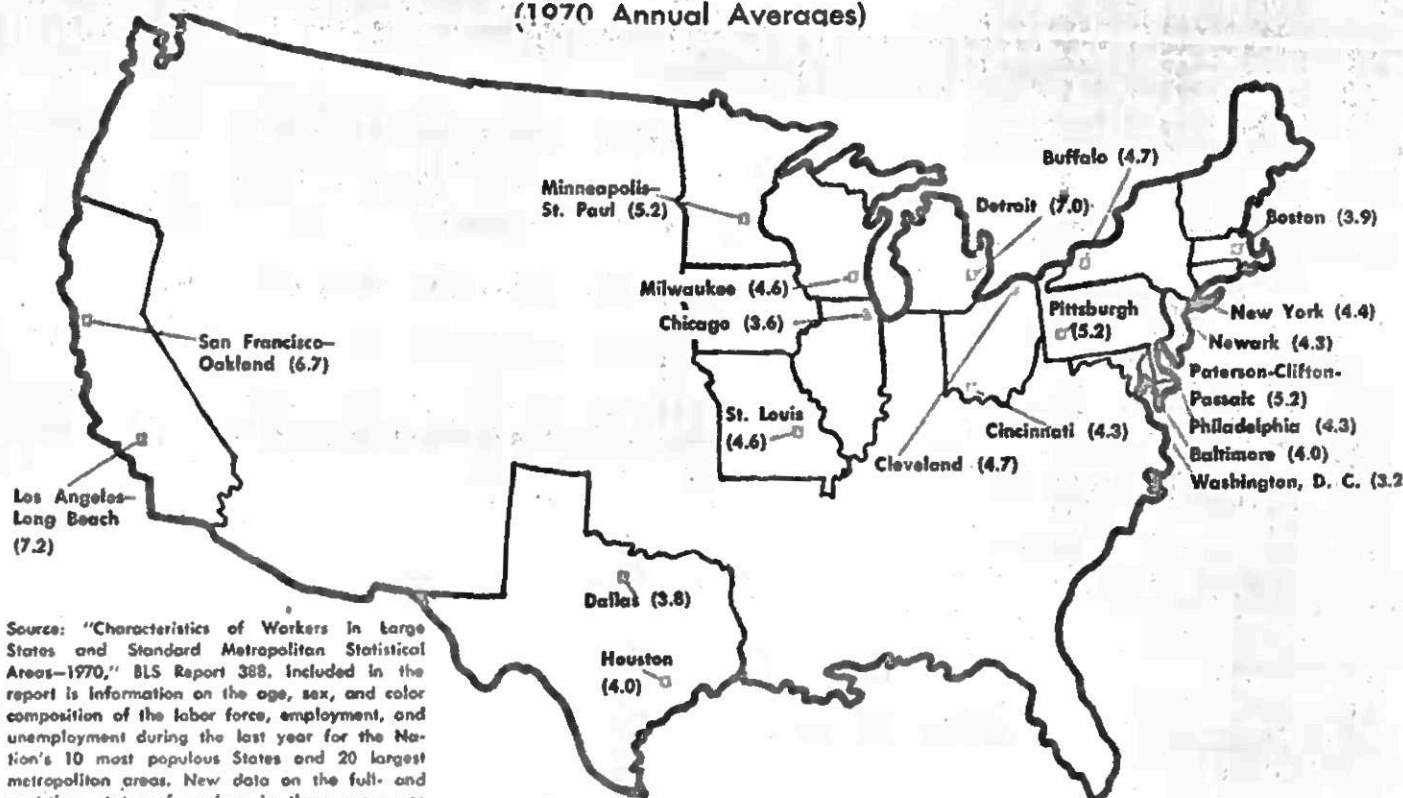 (1970 Annual Averages)
Buffalo (4.7)
Minneapolis–
St. Paul (5.2)
Detroit (7.0)
Boston (3.9)
Milwaukee (4.6)
Chicago (3.6)
Pittsburgh
(5.2)
New York (4.4)
Newark (4.3)
San Francisco–
Oakland (6.7)
Paterson-Clifton-
Passaic (5.2)
St. Louis
(4.6)
Cincinnati (4.3)
Philadelphia (4.3)
Baltimore (4.0)
Cleveland (4.7)
Washington, D. C. (3.2
Los Angeles–
Long Beach
(7.2)
Dallas (3.8)
Houston
(4.0)
Source: "Characteristics of Workers in Large
States and Standard Metropolitan Statistical
Areas—1970," BLS Report 388. Included in the
report is information on the age, sex, and color
composition of the labor force, employment, and
unemployment during the last year for the Na-
tion's 10 most populous States and 20 largest
metropolitan areas. New data on the full- and